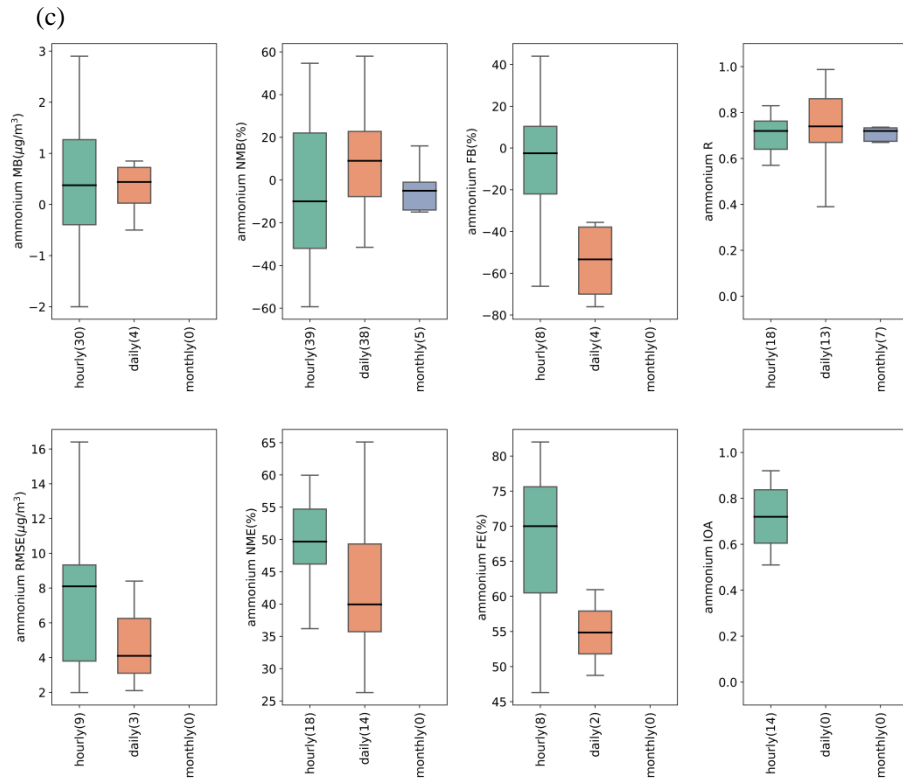 (c)
ammonium MB(μg/m³)
3
2
1
0
−1
−2
hourly(30)
daily(4)
monthly(0)
ammonium NMB(%)
60
40
20
0
−20
−40
−60
hourly(39)
daily(38)
monthly(5)
ammonium FB(%)
40
20
0
−20
−40
−60
−80
hourly(8)
daily(4)
monthly(0)
ammonium R
1.0
0.8
0.6
0.4
0.2
0.0
hourly(18)
daily(13)
monthly(7)
ammonium RMSE(μg/m³)
16
14
12
10
8
6
4
2
hourly(9)
daily(3)
monthly(0)
ammonium NME(%)
65
60
55
50
45
40
35
30
25
hourly(18)
daily(14)
monthly(0)
ammonium FE(%)
80
75
70
65
60
55
50
45
hourly(8)
daily(2)
monthly(0)
ammonium IOA
1.0
0.8
0.6
0.4
0.2
0.0
hourly(14)
daily(0)
monthly(0)